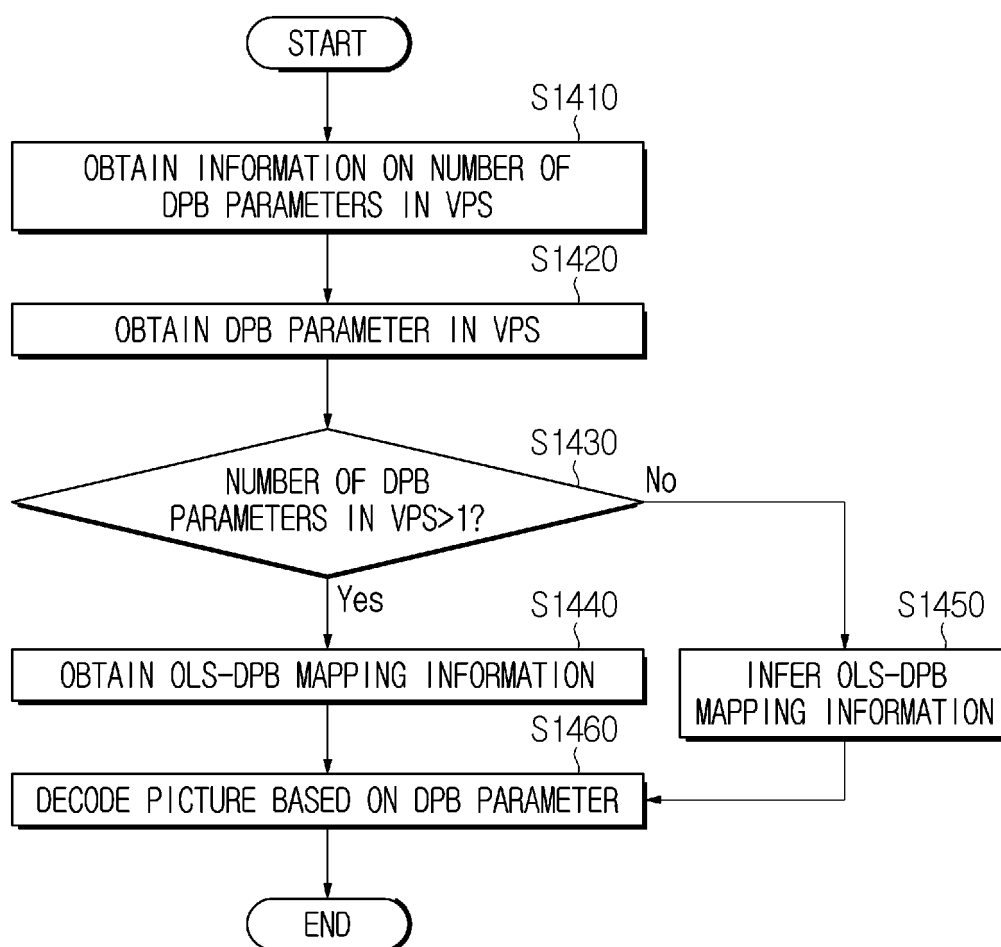 START
S1410
OBTAIN INFORMATION ON NUMBER OF
DPB PARAMETERS IN VPS
S1420
OBTAIN DPB PARAMETER IN VPS
S1430
NUMBER OF DPB
PARAMETERS IN VPS>1?
No
Yes
S1440
OBTAIN OLS-DPB MAPPING INFORMATION
S1450
INFER OLS-DPB
MAPPING INFORMATION
S1460
DECODE PICTURE BASED ON DPB PARAMETER
END